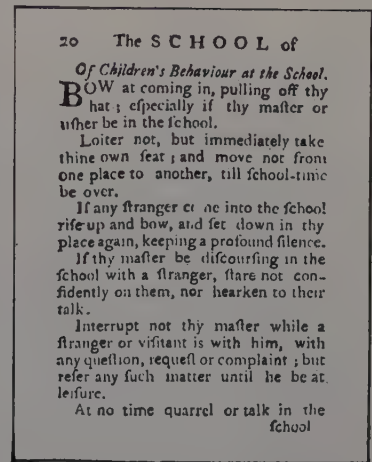 20 The SCHOOL of
Of Children's Behaviour at the School.
BOW at coming in, pulling off thy
hat; eſpecially if thy maſter or
uſher be in the ſchool.
Loiter not, but immediately take
thine own ſeat; and move not from
one place to another, till ſchool-time
be over.
If any ſtranger come into the ſchool
riſe up and bow, and ſet down in thy
place again, keeping a profound ſilence.
If thy maſter be diſcourſing in the
ſchool with a ſtranger, ſtare not con-
fidently on them, nor hearken to their
talk.
Interrupt not thy maſter while a
ſtranger or viſitant is with him, with
any queſtion, requeſt or complaint; but
refer any ſuch matter until he be at
leiſure.
At no time quarrel or talk in the
ſchool